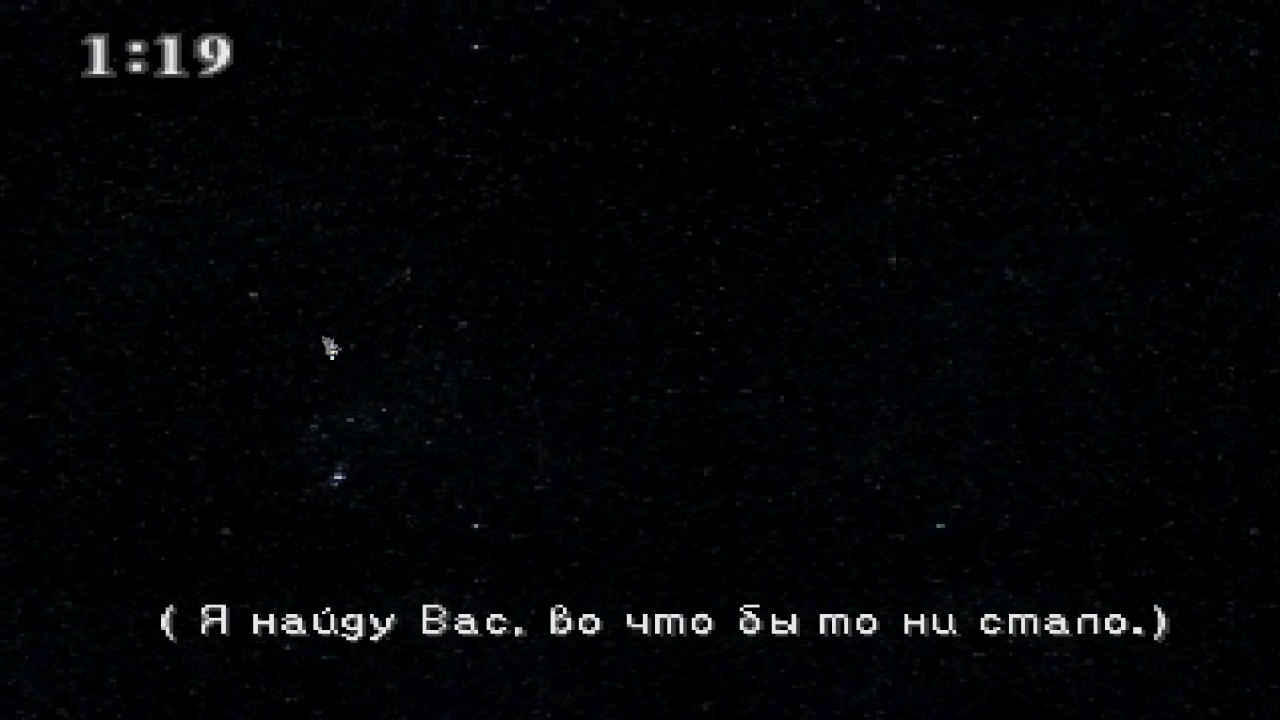 1:19
( Я найду Вас, во что бы то ни стало.)